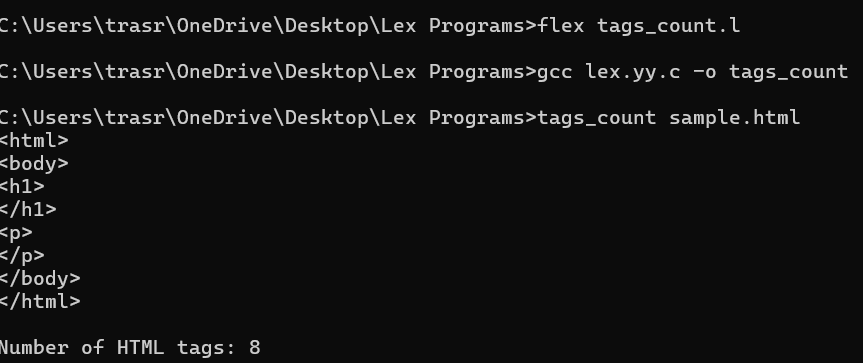 C:\Users\trasr\OneDrive\Desktop\Lex Programs>flex tags_count.l
C:\Users\trasr\OneDrive\Desktop\Lex Programs>gcc lex.yy.c -o tags_count
C:\Users\trasr\OneDrive\Desktop\Lex Programs>tags_count sample.html
<html>
<body>
<h1>
</h1>
<p>
</p>
</body>
</html>
Number of HTML tags: 8